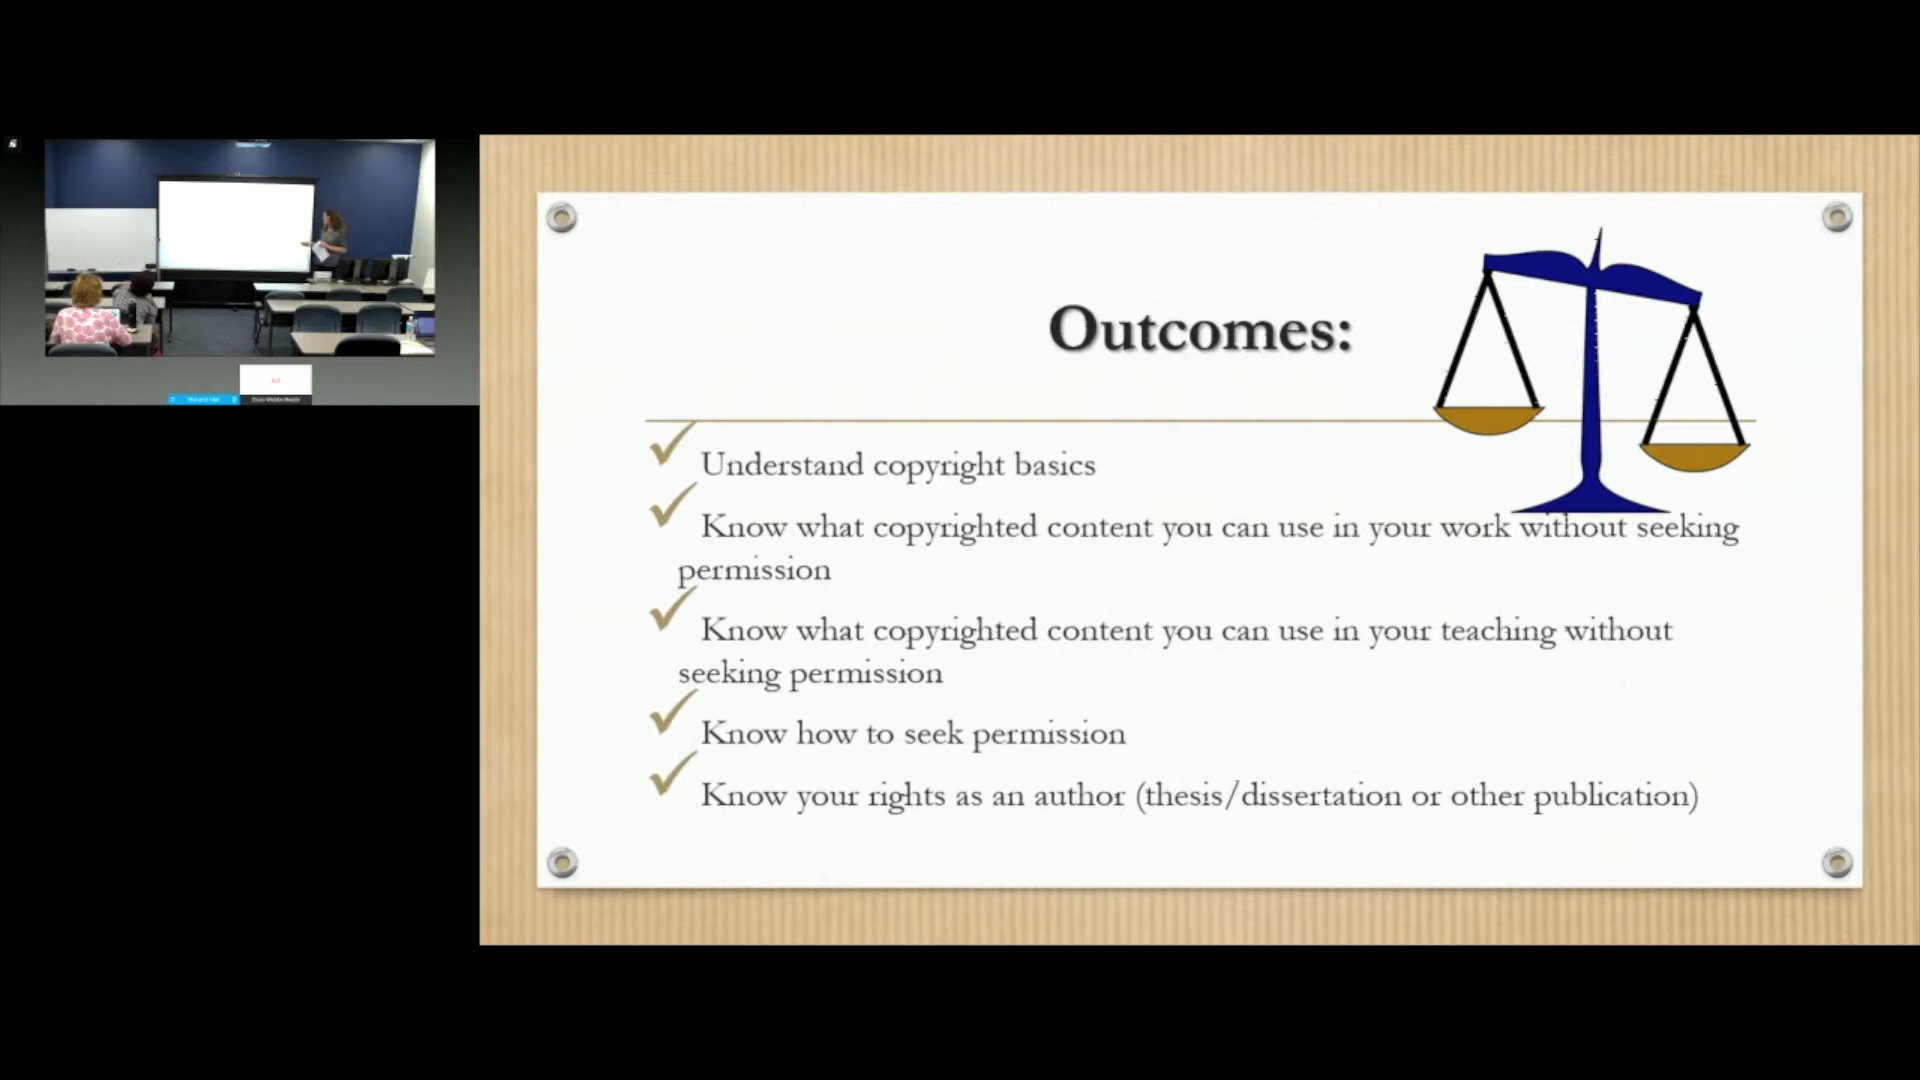 Outcomes:
Understand copyright basics
Know what copyrighted content you can use in your work without seeking
permission
Know what copyrighted content you can use in your teaching without
seeking permission
Know how to seek permission
Know your rights as an author (thesis/dissertation or other publication)